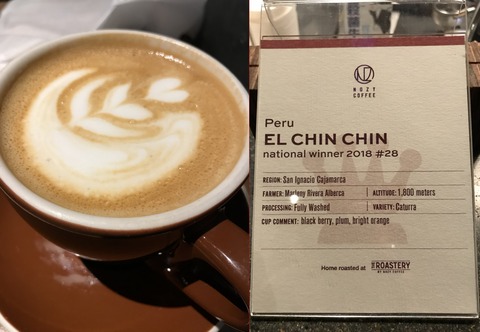 NOZY
COFFEE
Peru
EL CHIN CHIN
national winner 2018 #28
REGION: San Ignacio Cajamarca
FARMER: Marleny Rivera Alberca
ALTITUDE: 1,800 meters
PROCESSING: Fully Washed
VARIETY: Caturra
CUP COMMENT: black berry, plum, bright orange
Home roasted at
THE ROASTERY
BY NOZY COFFEE